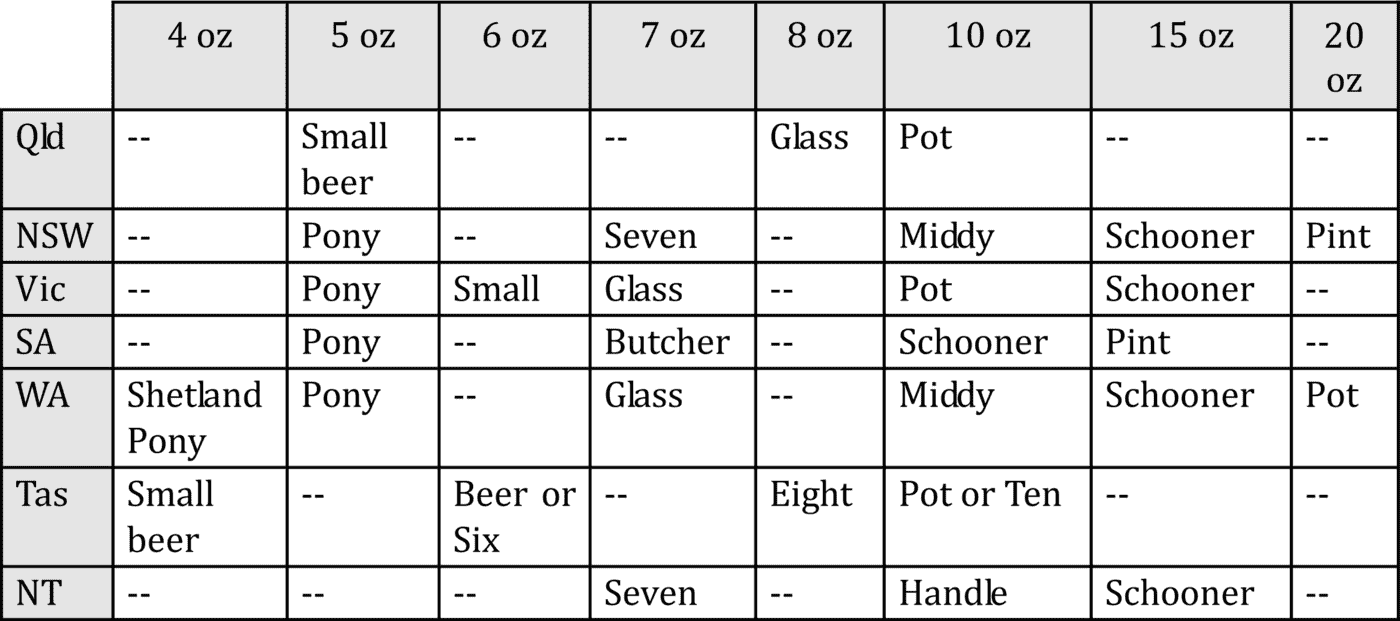 4 oz 5 oz 6 oz 7 oz 8 oz 10 oz 15 oz 20 oz
Qld -- Small beer -- -- Glass Pot -- --
NSW -- Pony -- Seven -- Middy Schooner Pint
Vic -- Pony Small Glass -- Pot Schooner --
SA -- Pony -- Butcher -- Schooner Pint --
WA Shetland Pony Pony -- Glass -- Middy Schooner Pot
Tas Small beer -- Beer or Six -- Eight Pot or Ten -- --
NT -- -- -- Seven -- Handle Schooner --